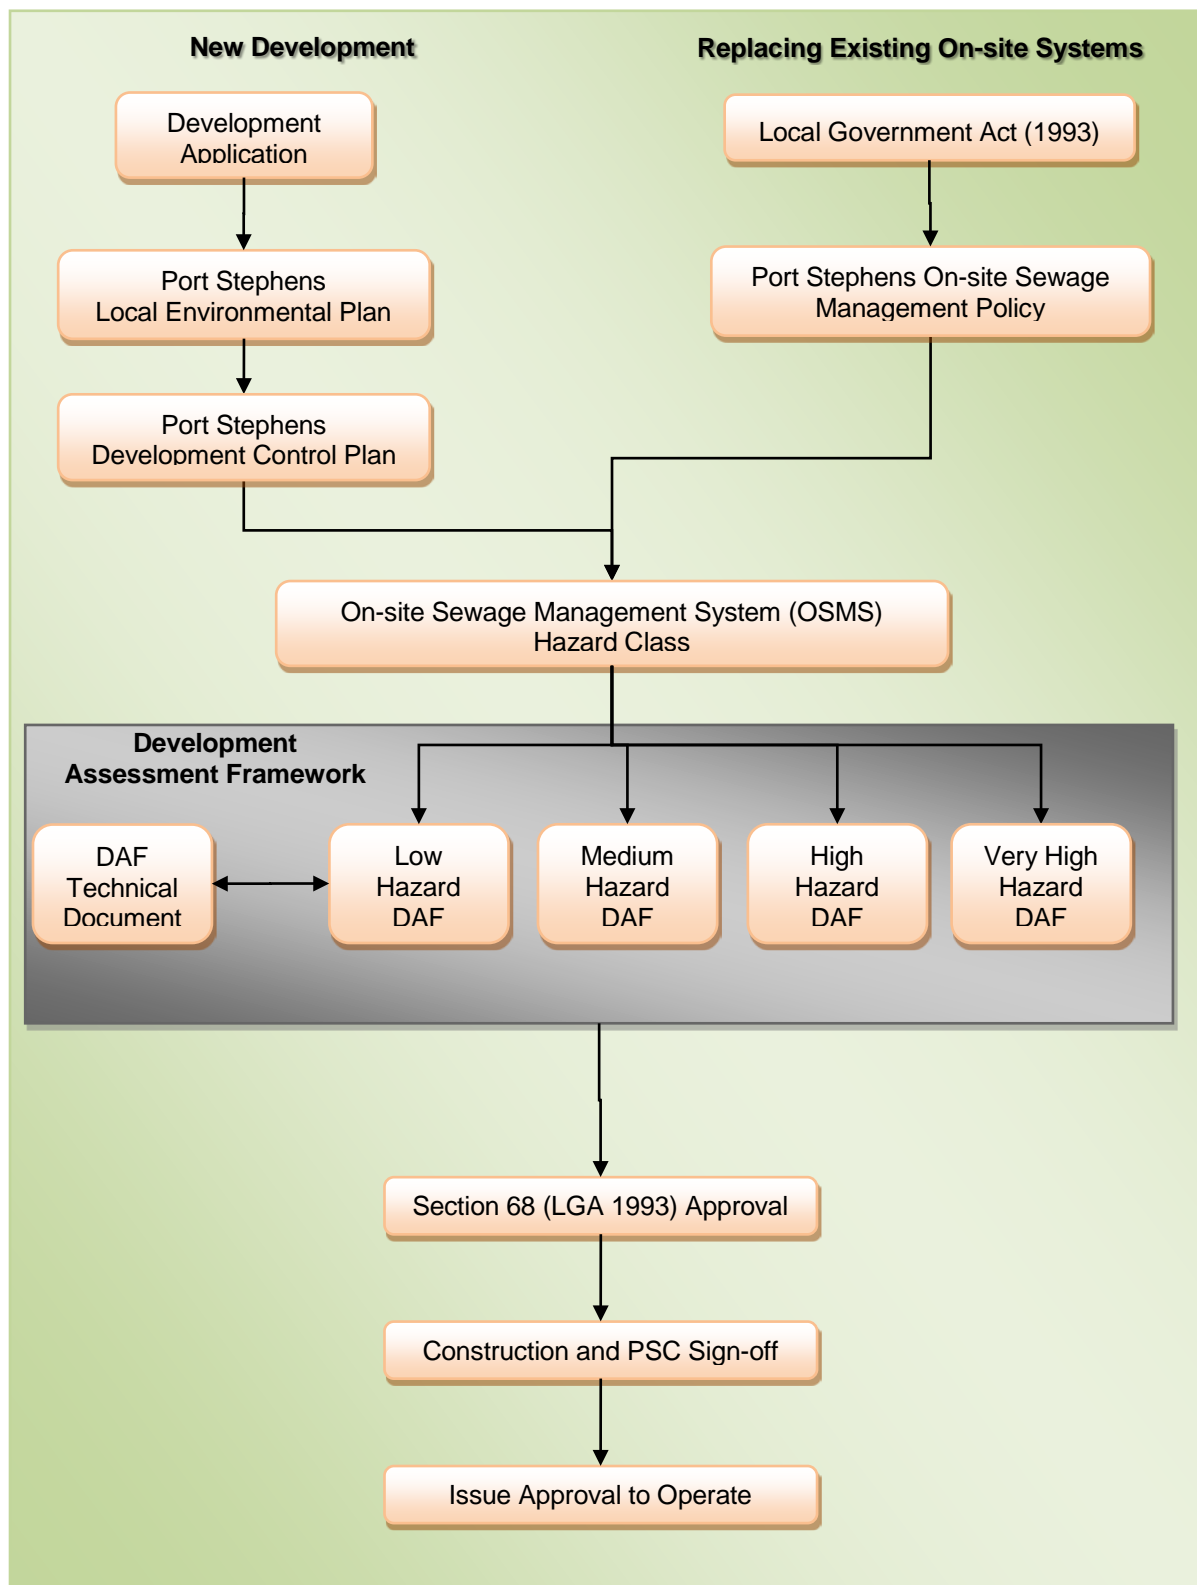 New Development
Replacing Existing On-site Systems
Development
Application
Local Government Act (1993)
Port Stephens
Local Environmental Plan
Port Stephens On-site Sewage
Management Policy
Port Stephens
Development Control Plan
On-site Sewage Management System (OSMS)
Hazard Class
Development
Assessment Framework
DAF
Technical
Document
Low
Hazard
DAF
Medium
Hazard
DAF
High
Hazard
DAF
Very High
Hazard
DAF
Section 68 (LGA 1993) Approval
Construction and PSC Sign-off
Issue Approval to Operate